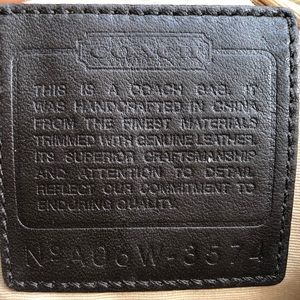 COACH
THIS IS A COACH BAG. IT
WAS HANDCRAFTED IN CHINA
FROM THE FINEST MATERIALS
TRIMMED WITH GENUINE LEATHER.
ITS SUPERIOR CRAFTSMANSHIP
AND ATTENTION TO DETAIL
REFLECT OUR COMMITMENT TO
ENDURING QUALITY.
Nº A06W-8574